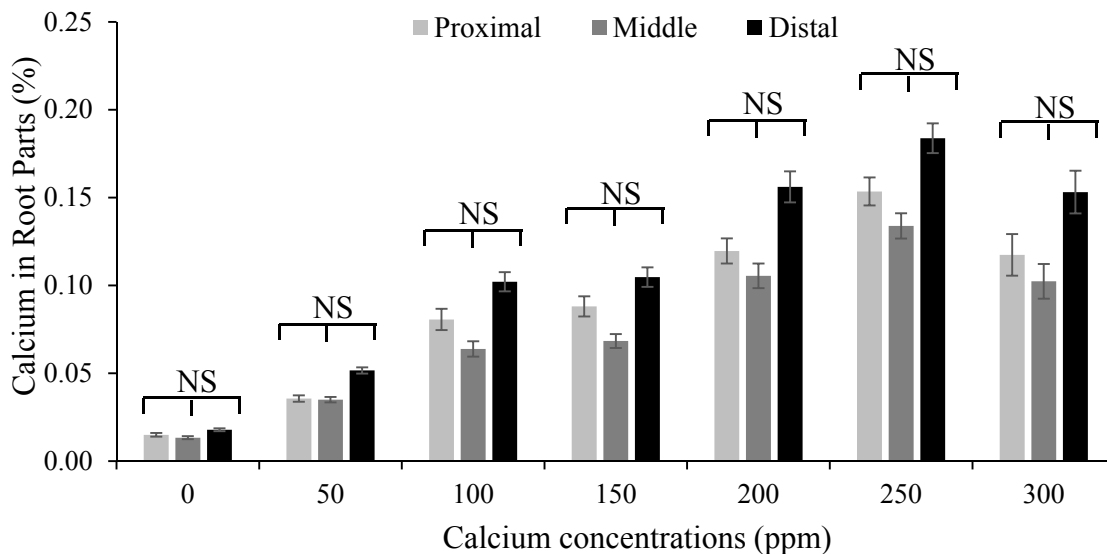 0.25
0.20
0.15
0.10
0.05
0.00
Calcium in Root Parts (%)
Proximal Middle Distal
NS
NS
NS
NS
NS
NS
NS
0 50 100 150 200 250 300
Calcium concentrations (ppm)